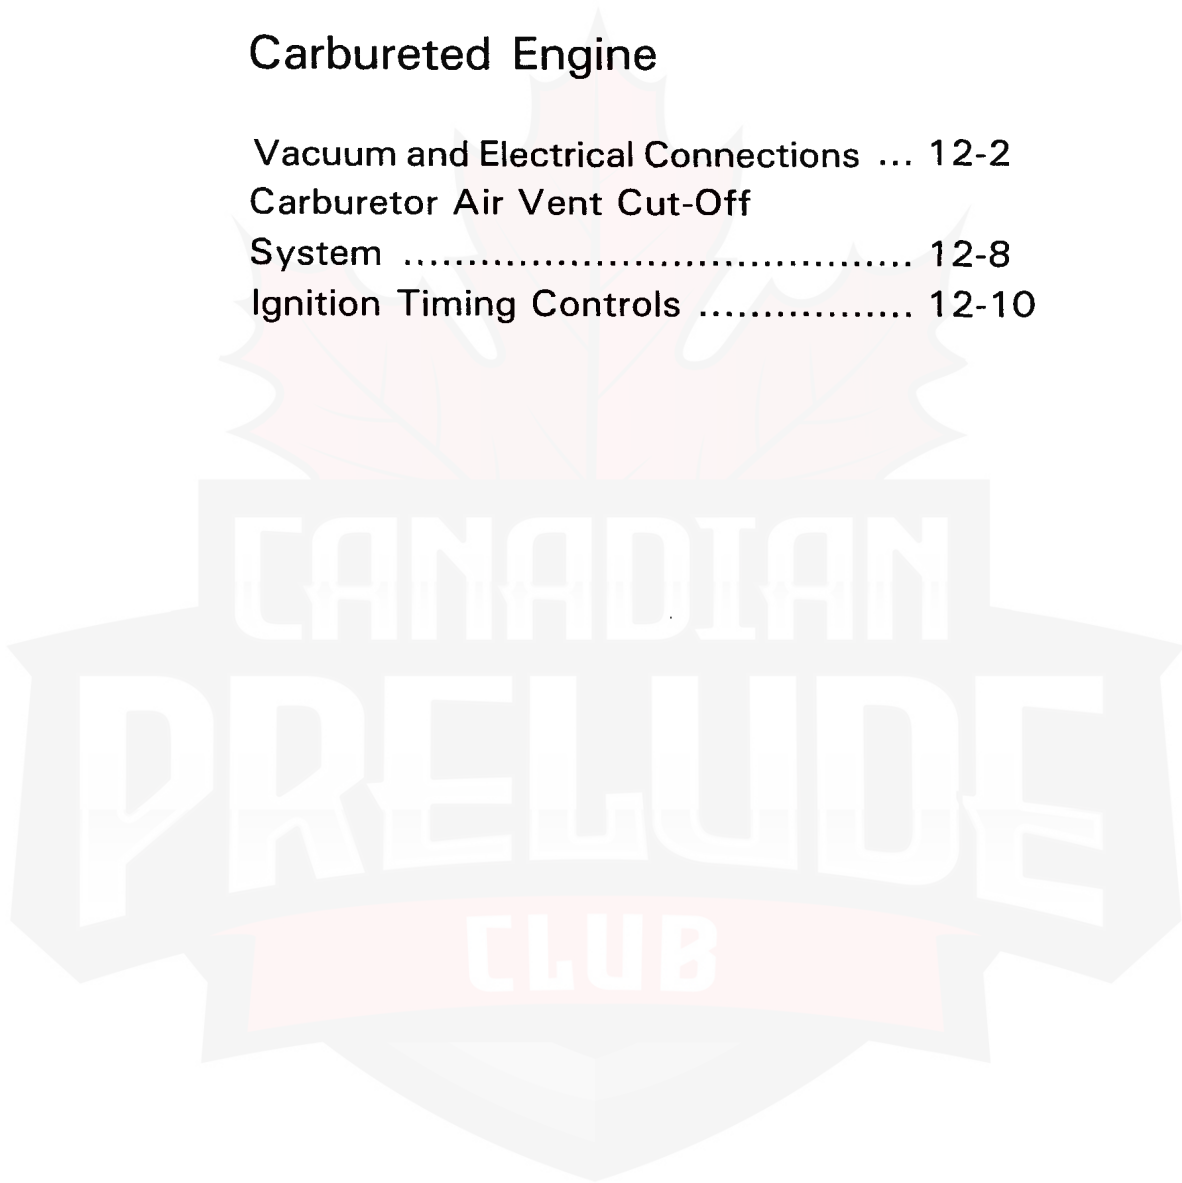 Carbureted Engine
Vacuum and Electrical Connections ... 12-2
Carburetor Air Vent Cut-Off
System ........................................ 12-8
Ignition Timing Controls ................. 12-10
CANADIAN
PRELUDE
CLUB